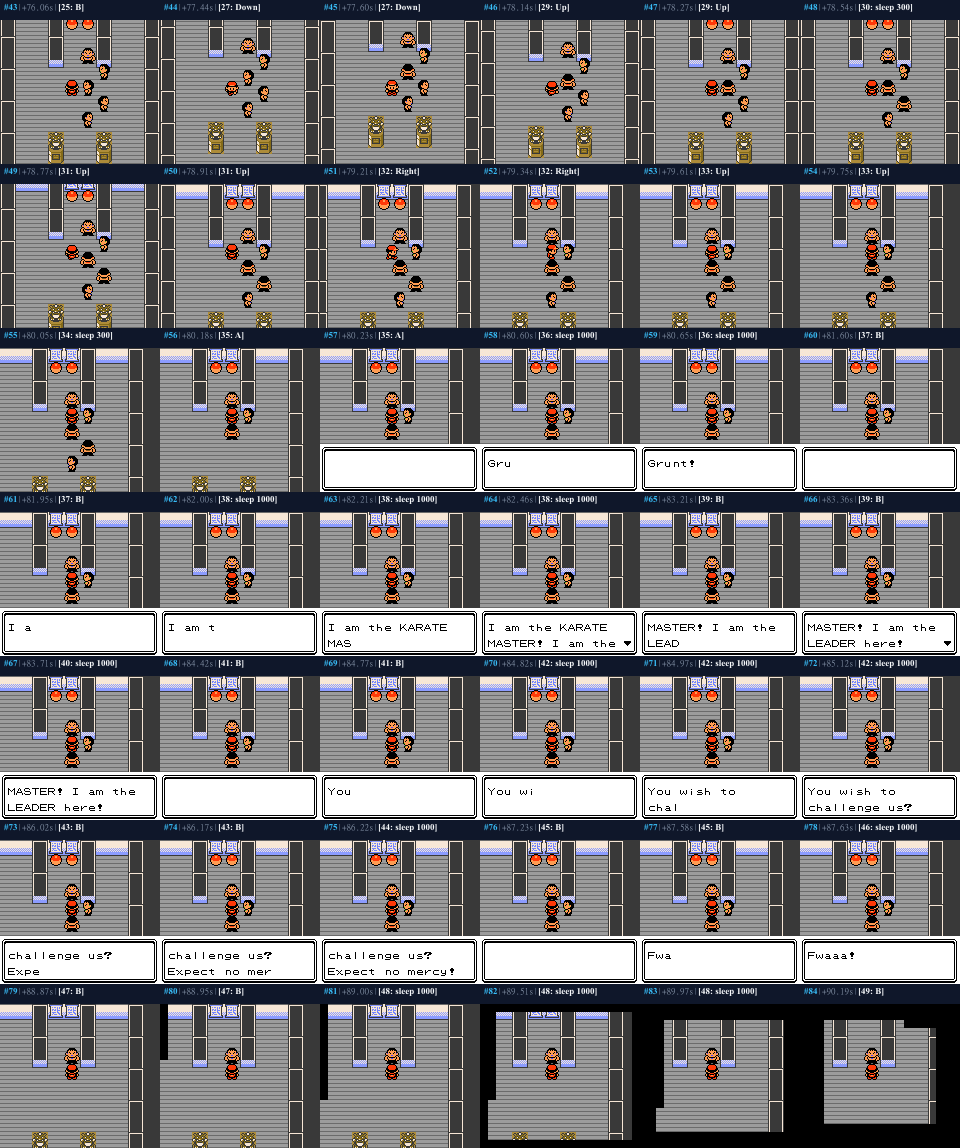 #43|+76.06s| [25: B]
#44|+77.44s| [27: Down]
#45|+77.60s| [27: Down]
#46|+78.14s| [29: Up]
#47|+78.27s| [29: Up]
#48|+78.54s| [30: sleep 300]
#49|+78.77s| [31: Up]
#50|+78.91s| [31: Up]
#51|+79.21s| [32: Right]
#52|+79.34s| [32: Right]
#53|+79.61s| [33: Up]
#54|+79.75s| [33: Up]
#55|+80.05s| [34: sleep 300]
#56|+80.18s| [35: A]
#57|+80.23s| [35: A]
#58|+80.60s| [36: sleep 1000]
#59|+80.65s| [36: sleep 1000]
#60|+81.60s| [37: B]
Gru
Grunt!
#61|+81.95s| [37: B]
#62|+82.00s| [38: sleep 1000]
#63|+82.21s| [38: sleep 1000]
#64|+82.46s| [38: sleep 1000]
#65|+83.21s| [39: B]
#66|+83.36s| [39: B]
I a
I am t
I am the KARATE
MAS
I am the KARATE
MASTER! I am the ▼
MASTER! I am the
LEAD
MASTER! I am the
LEADER here! ▼
#67|+83.71s| [40: sleep 1000]
#68|+84.42s| [41: B]
#69|+84.77s| [41: B]
#70|+84.82s| [42: sleep 1000]
#71|+84.97s| [42: sleep 1000]
#72|+85.12s| [42: sleep 1000]
MASTER! I am the
LEADER here!
You
You wi
You wish to
chal
You wish to
challenge us?
#73|+86.02s| [43: B]
#74|+86.17s| [43: B]
#75|+86.22s| [44: sleep 1000]
#76|+87.23s| [45: B]
#77|+87.58s| [45: B]
#78|+87.63s| [46: sleep 1000]
challenge us?
Expe
challenge us?
Expect no mer
challenge us?
Expect no mercy!
Fwa
Fwaaa!
#79|+88.87s| [47: B]
#80|+88.95s| [47: B]
#81|+89.00s| [48: sleep 1000]
#82|+89.51s| [48: sleep 1000]
#83|+89.97s| [48: sleep 1000]
#84|+90.19s| [49: B]